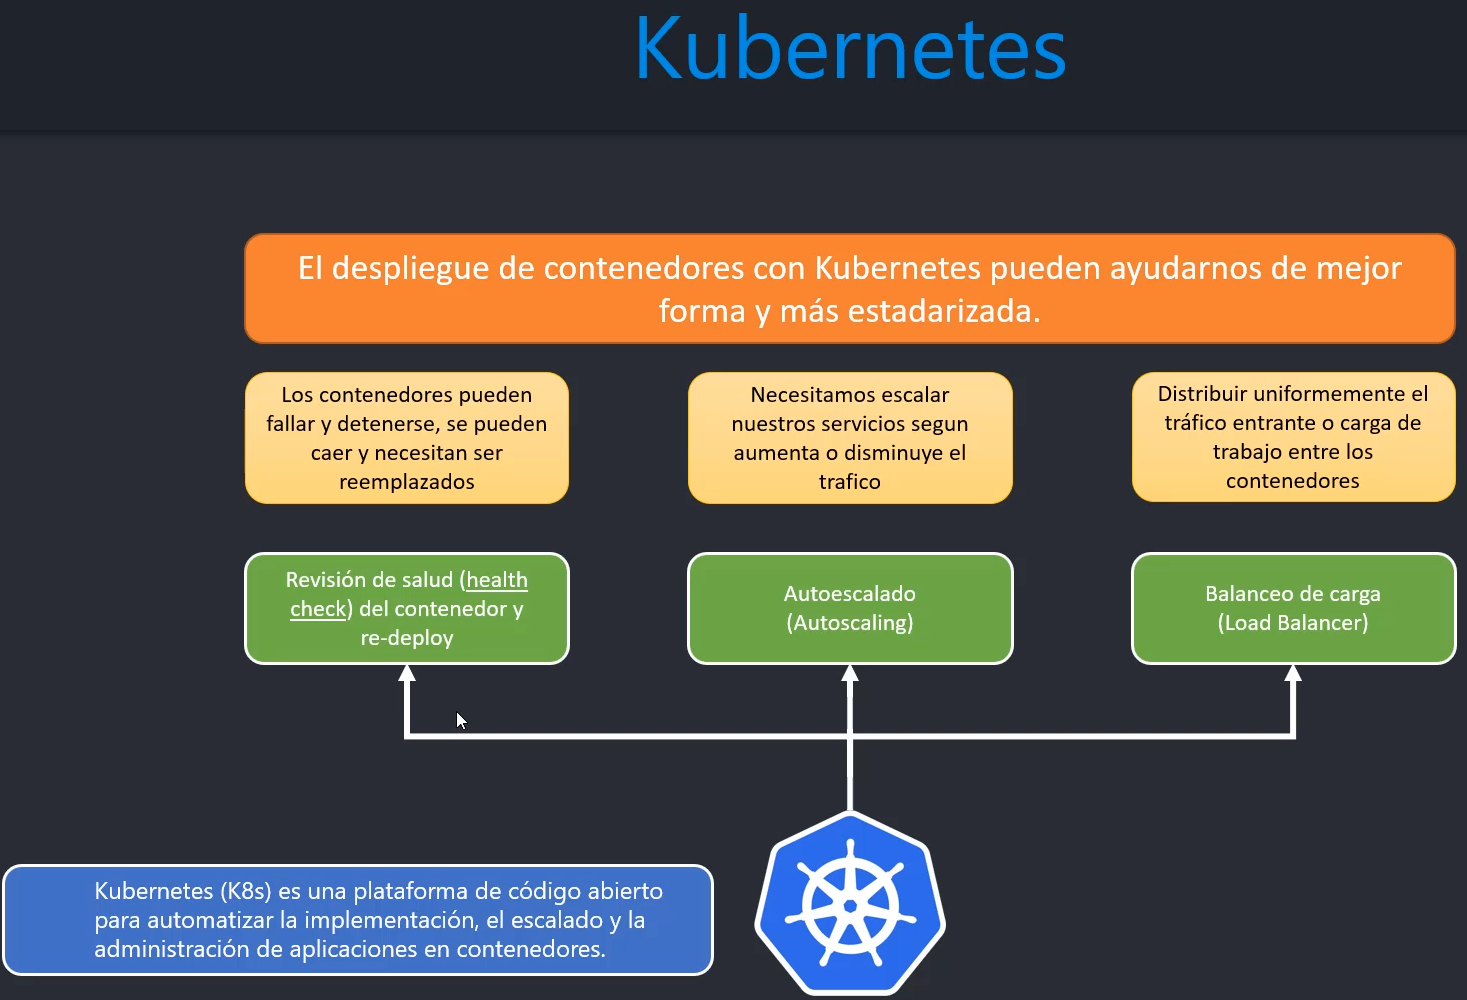 Kubernetes
El despliegue de contenedores con Kubernetes pueden ayudarnos de mejor
forma y más estadarizada.
Los contenedores pueden
fallar y detenerse, se pueden
caer y necesitan ser
reemplazados
Necesitamos escalar
nuestros servicios segun
aumenta o disminuye el
trafico
Distribuir uniformemente el
tráfico entrante o carga de
trabajo entre los
contenedores
Revisión de salud (health
check) del contenedor y
re-deploy
Autoescalado
(Autoscaling)
Balanceo de carga
(Load Balancer)
Kubernetes (K8s) es una plataforma de código abierto
para automatizar la implementación, el escalado y la
administración de aplicaciones en contenedores.